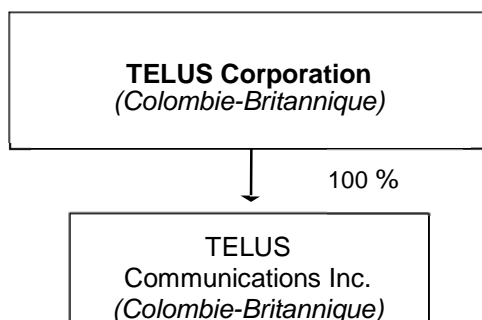 TELUS Corporation
(Colombie-Britannique)
100 %
TELUS
Communications Inc.
(Colombie-Britannique)